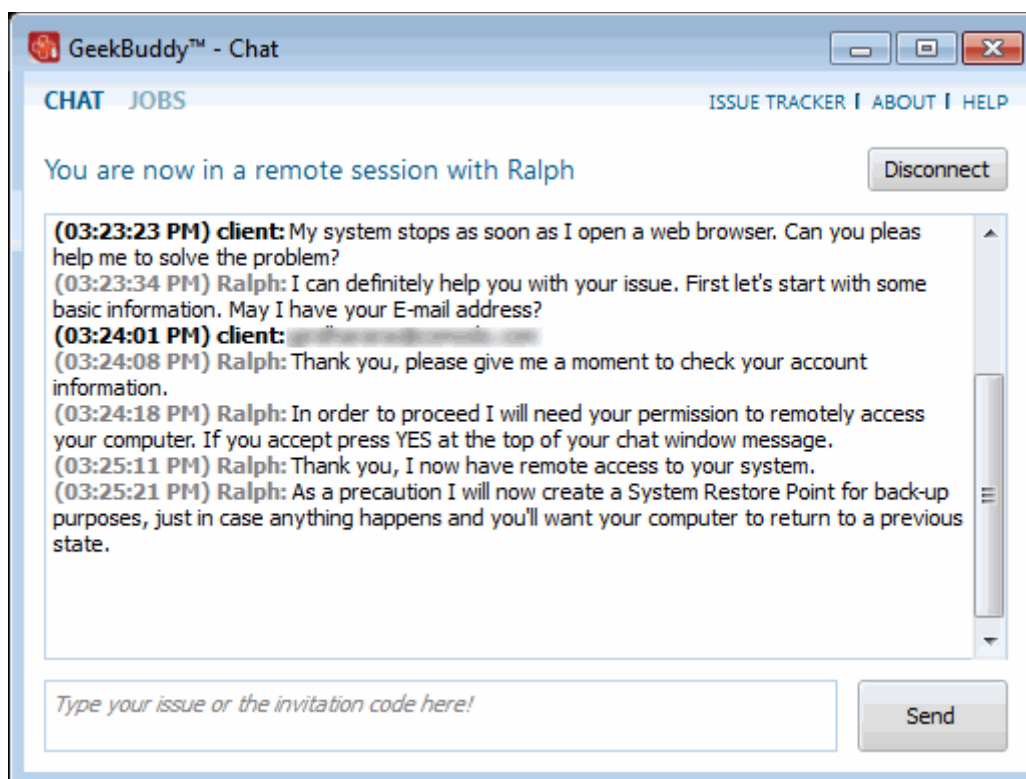 GeekBuddy™ - Chat
CHAT JOBS
ISSUE TRACKER | ABOUT | HELP
You are now in a remote session with Ralph
Disconnect
(03:23:23 PM) client: My system stops as soon as I open a web browser. Can you pleas
help me to solve the problem?
(03:23:34 PM) Ralph: I can definitely help you with your issue. First let's start with some
basic information. May I have your E-mail address?
(03:24:01 PM) client:
(03:24:08 PM) Ralph: Thank you, please give me a moment to check your account
information.
(03:24:18 PM) Ralph: In order to proceed I will need your permission to remotely access
your computer. If you accept press YES at the top of your chat window message.
(03:25:11 PM) Ralph: Thank you, I now have remote access to your system.
(03:25:21 PM) Ralph: As a precaution I will now create a System Restore Point for back-up
purposes, just in case anything happens and you'll want your computer to return to a previous
state.
Type your issue or the invitation code here!
Send